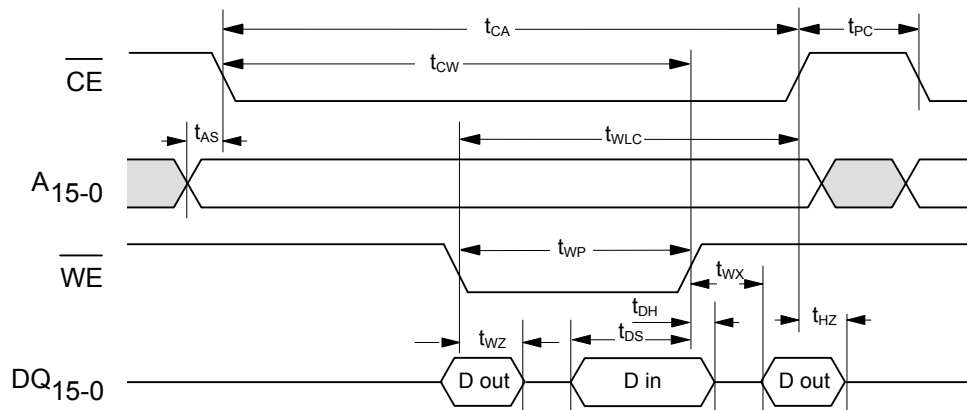 tCA
tPC
CE
tCW
tAS
tWLC
A15-0
WE
tWP
tWX
tDH
tHZ
tWZ
tDS
DQ15-0
D out
D in
D out